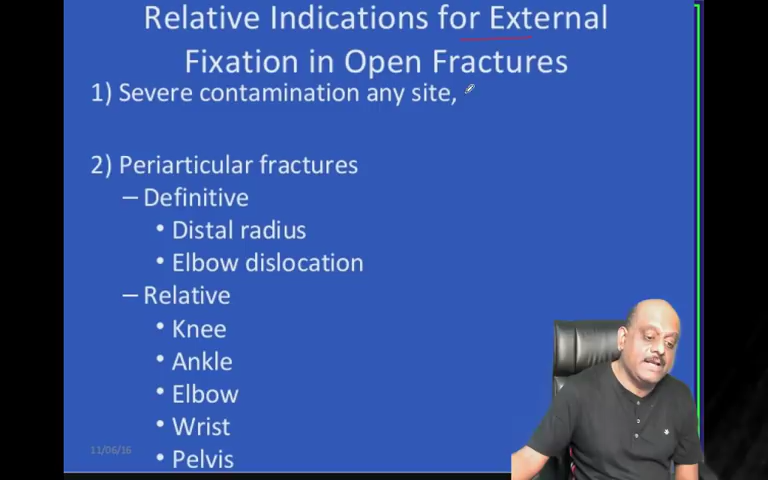 Relative Indications for External
Fixation in Open Fractures
1) Severe contamination any site,
2) Periarticular fractures
– Definitive
• Distal radius
• Elbow dislocation
– Relative
• Knee
• Ankle
• Elbow
• Wrist
• Pelvis
11/06/16